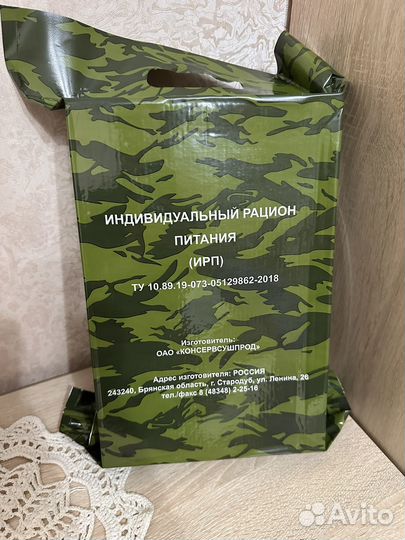 ИНДИВИДУАЛЬНЫЙ РАЦИОН
ПИТАНИЯ
(ИРП)
ТУ 10.89.19-073-05129862-2018
Изготовитель:
ОАО «КОНСЕРВСУШПРОД»
Адрес изготовителя: РОССИЯ
243240, Брянская область, г. Стародуб, ул. Ленина, 26
тел./факс 8 (48348) 2-25-16
Avito